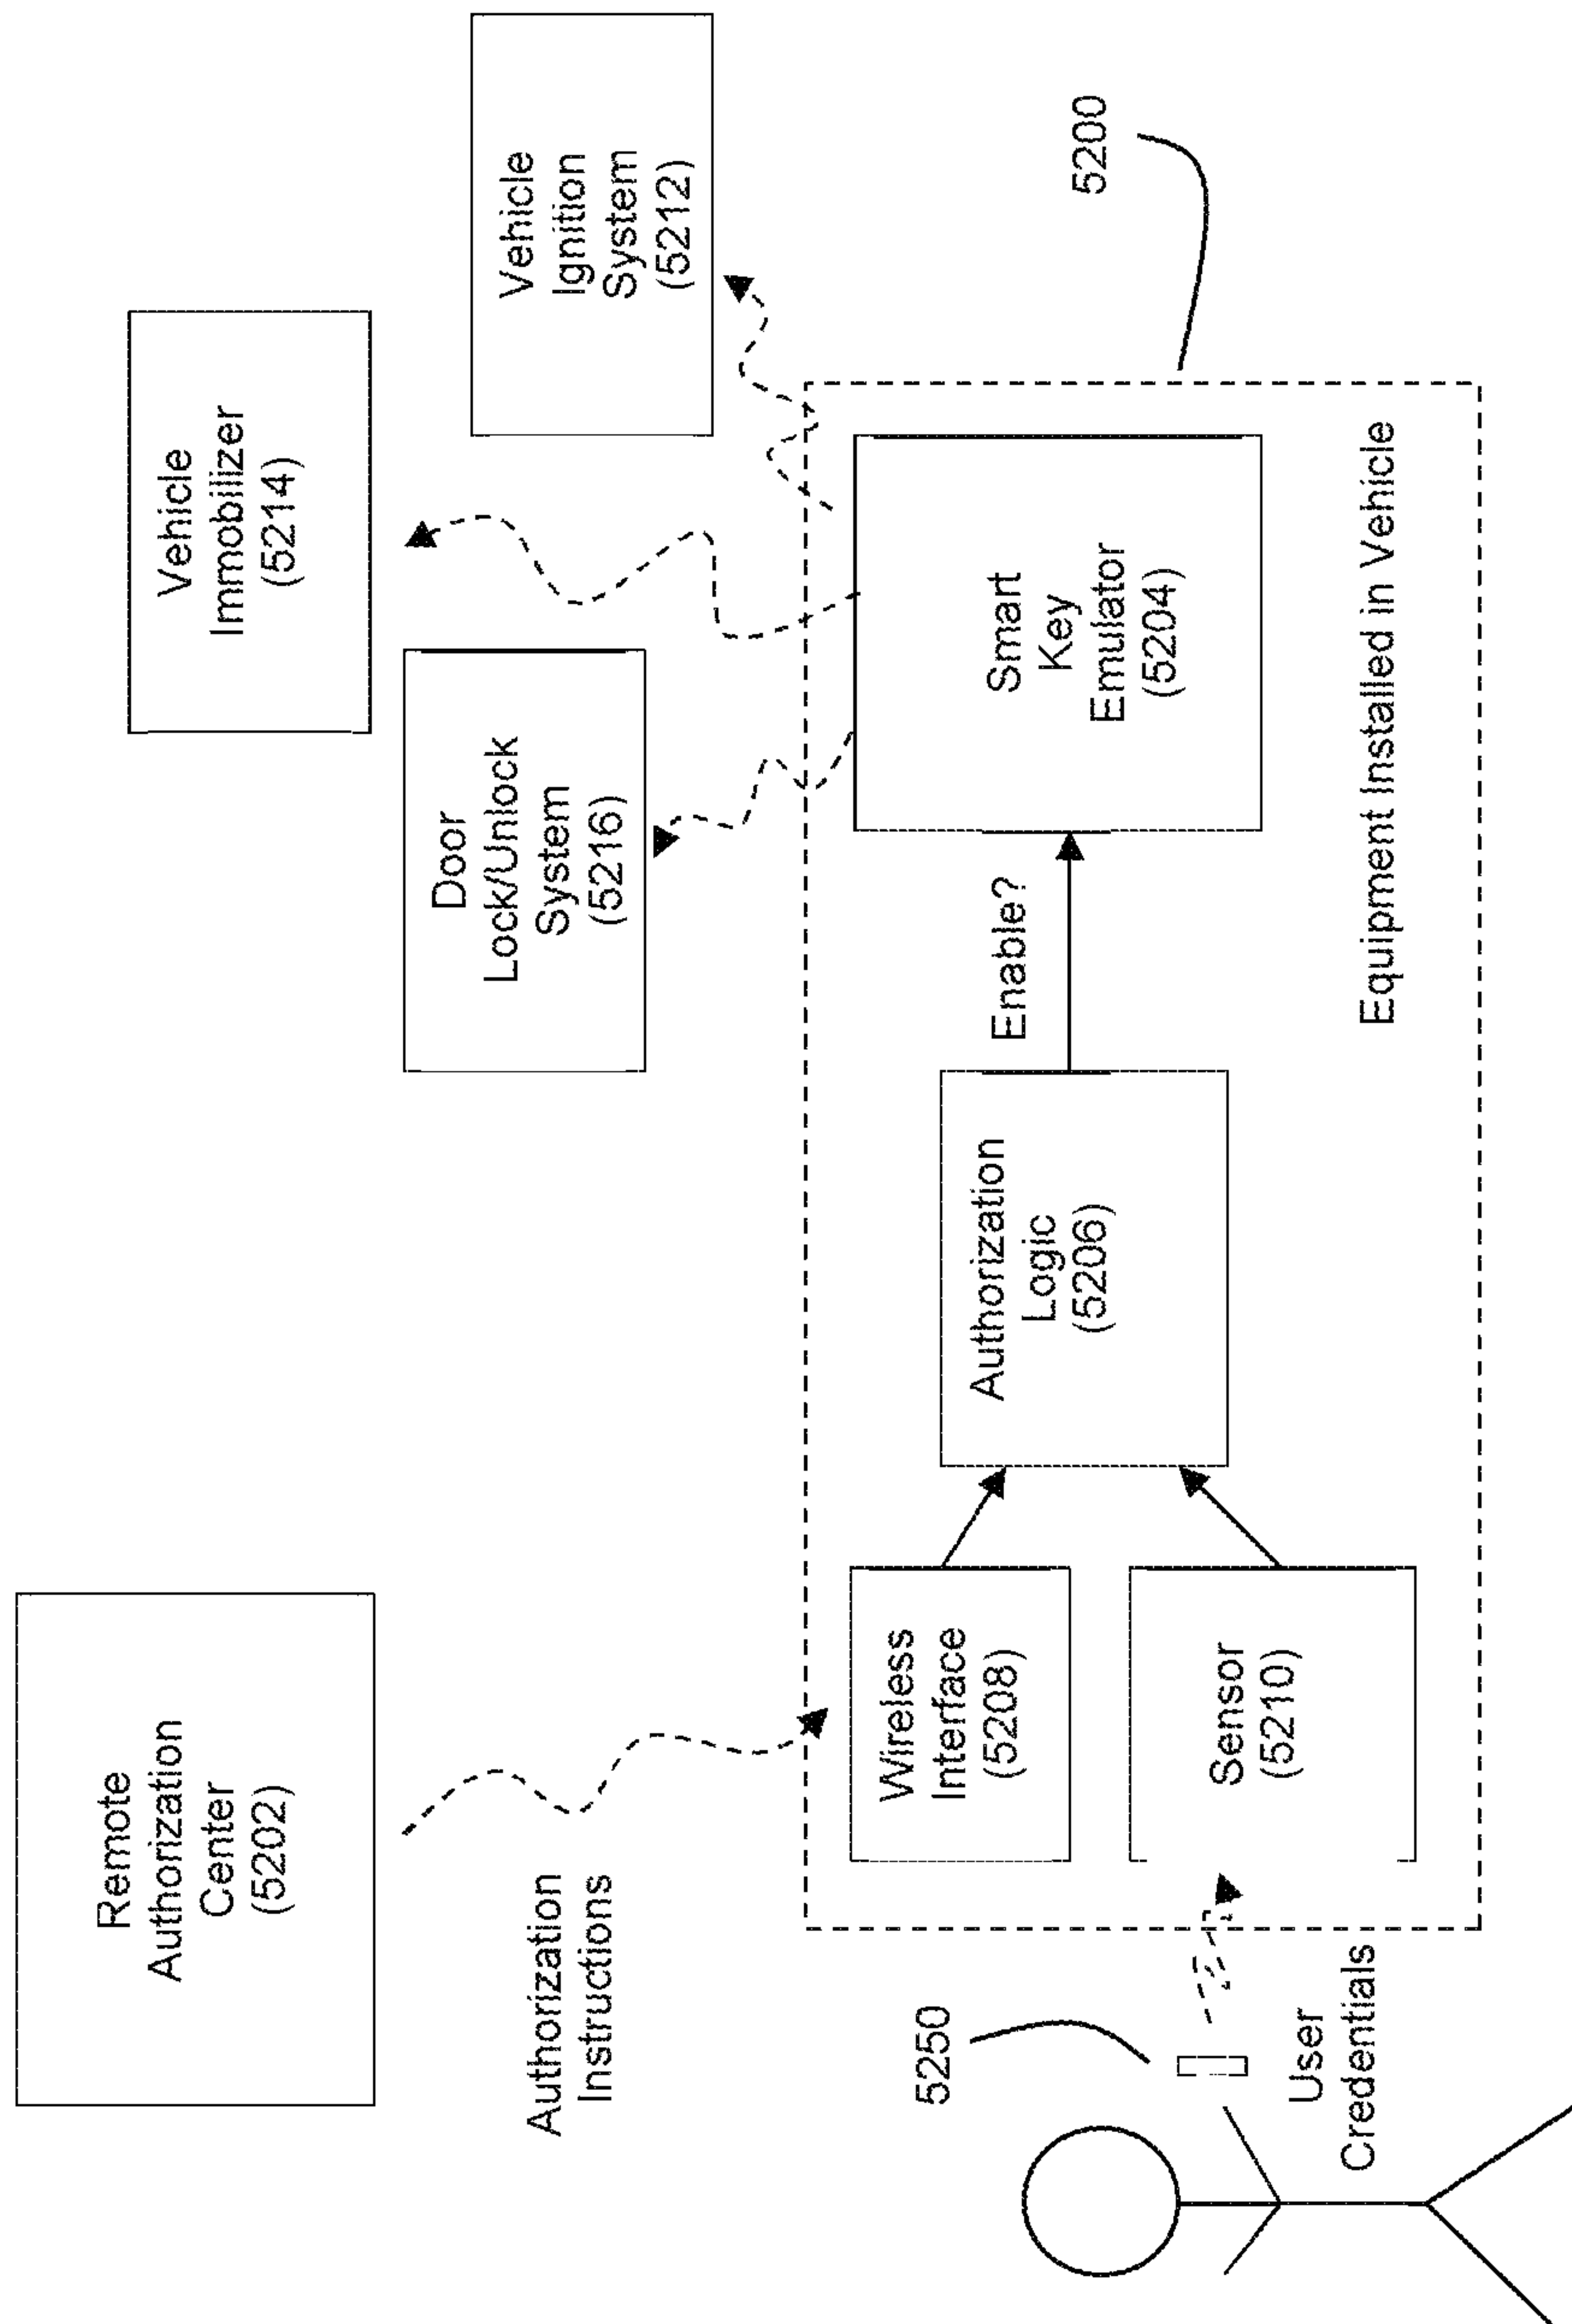 Remote
Authorization
Center
(5202)
Authorization
Instructions
Vehicle
Immobilizer
(5214)
Door
Lock/Unlock
System
(5216)
Vehicle
Ignition
System
(5212)
5250
User
Credentials
Wireless
Interface
(5208)
Sensor
(5210)
Authorization
Logic
(5206)
Enable?
Smart
Key
Emulator
(5204)
Equipment Installed in Vehicle
5200